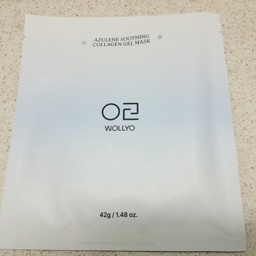 AZULENE SOOTHING
COLLAGEN GEL MASK
WOLLYO
42g / 1.48 oz.